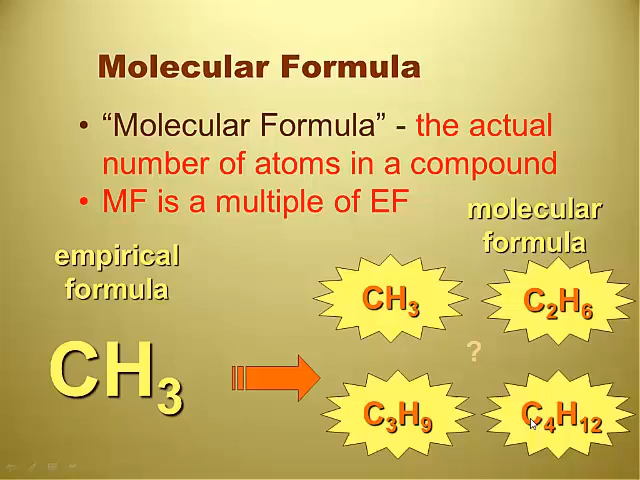 Molecular Formula
• “Molecular Formula” - the actual
number of atoms in a compound
• MF is a multiple of EF
molecular
formula
empirical
formula
CH₃
C₂H₆
?
CH₃
C₃H₉
C₄H₁₂